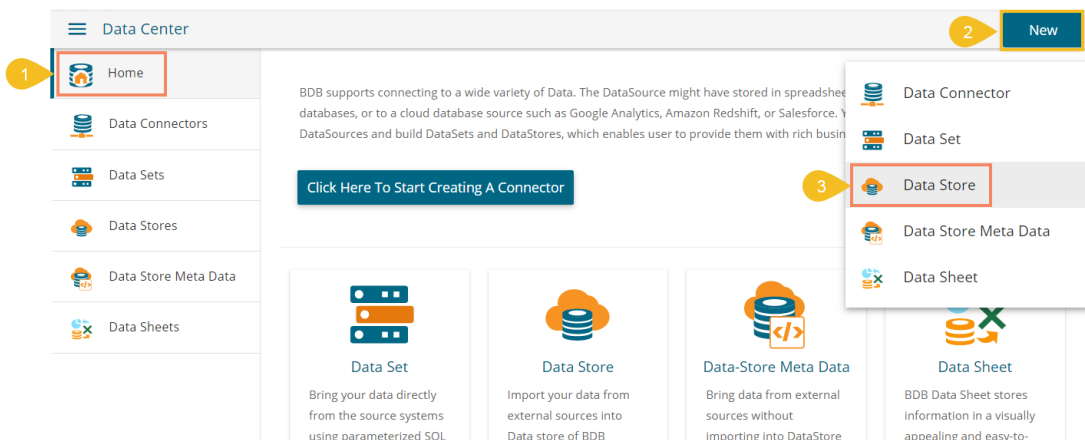 Data Center
2
New
1
Home
Data Connectors
Data Sets
Data Stores
Data Store Meta Data
Data Sheets
BDB supports connecting to a wide variety of Data. The DataSource might have stored in spreadshee
databases, or to a cloud database source such as Google Analytics, Amazon Redshift, or Salesforce. Y
DataSources and build DataSets and DataStores, which enables user to provide them with rich busin
Click Here To Start Creating A Connector
Data Connector
Data Set
3
Data Store
Data Store Meta Data
Data Sheet
Data Set
Bring your data directly
from the source systems
using parameterized SQL
Data Store
Import your data from
external sources into
Data store of BDB
Data-Store Meta Data
Bring data from external
sources without
importing into DataStore
Data Sheet
BDB Data Sheet stores
information in a visually
appealing and easy-to-